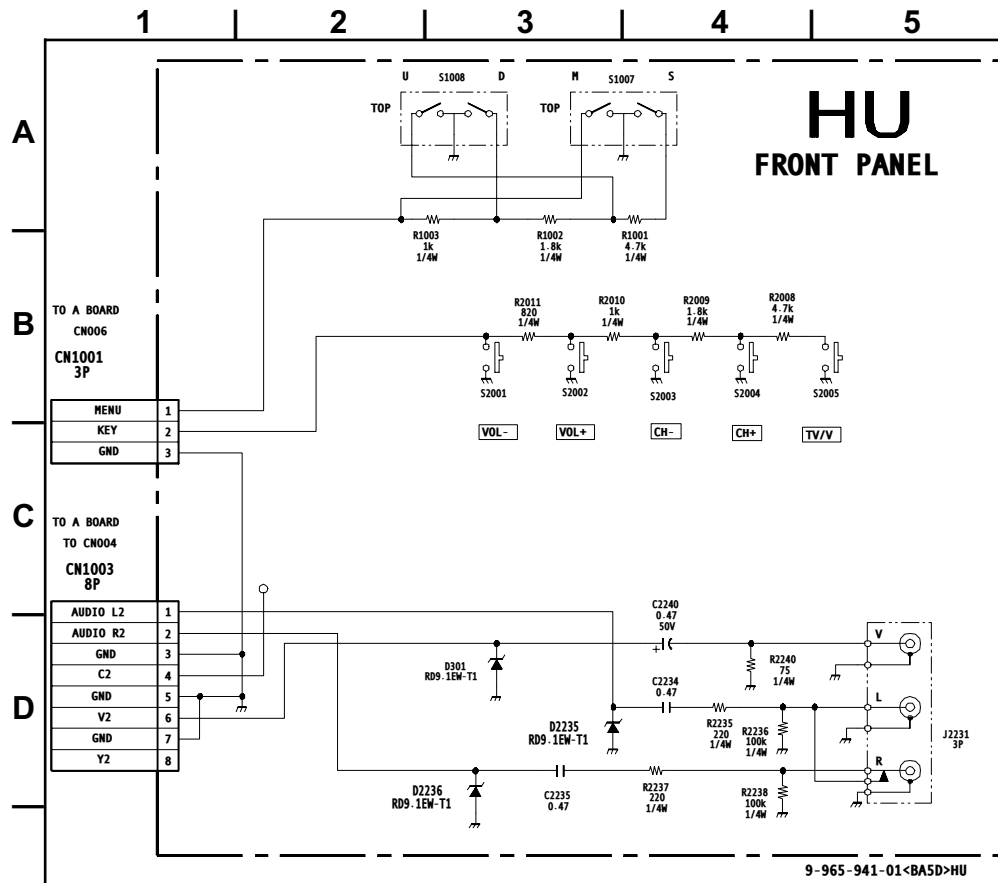 1 2 3 4 5
A
B
C
D
HU
FRONT PANEL
U S1008 D
TOP
M S1007 S
TOP
R1003
1k
1/4W
R1002
1.8k
1/4W
R1001
4.7k
1/4W
TO A BOARD
CN006
CN1001
3P
MENU 1
KEY 2
GND 3
R2011
820
1/4W
R2010
1k
1/4W
R2009
1.8k
1/4W
R2008
4.7k
1/4W
S2001
S2002
S2003
S2004
S2005
VOL-
VOL+
CH-
CH+
TV/V
TO A BOARD
TO CN004
CN1003
8P
AUDIO L2 1
AUDIO R2 2
GND 3
C2 4
GND 5
V2 6
GND 7
Y2 8
D301
RD9.1EW-T1
C2240
0.47
50V
+
R2240
75
1/4W
V
C2234
0.47
D2235
RD9.1EW-T1
R2235
220
1/4W
R2236
100k
1/4W
L
J2231
3P
R
D2236
RD9.1EW-T1
C2235
0.47
R2237
220
1/4W
R2238
100k
1/4W
9-965-941-01<BA5D>HU